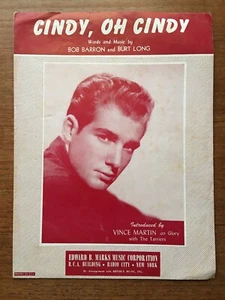 CINDY, OH CINDY
Words and Music by
BOB BARRON and BURT LONG
Introduced by
VINCE MARTIN on Glory
with The Tarriers
EDWARD B. MARKS MUSIC CORPORATION
R.C.A. BUILDING • RADIO CITY • NEW YORK